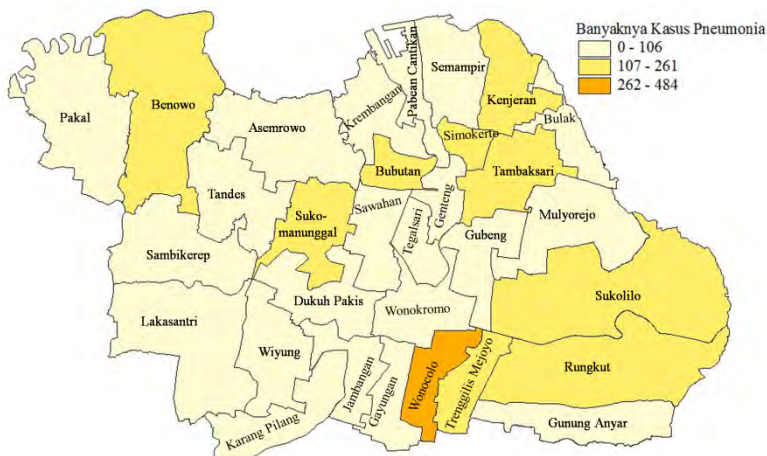 Banyaknya Kasus Pneumonia
0 - 106
107 - 261
262 - 484
Pakal
Benowo
Asemrowo
Krembangan
Pabean Cantikan
Semampir
Kenjeran
Bulak
Simokerto
Tambaksari
Bubutan
Tandes
Suko-
manunggal
Sawahan
Tegalsari
Genteng
Gubeng
Mulyorejo
Sambikerep
Dukuh Pakis
Wonokromo
Sukolilo
Lakasantri
Wiyung
Jambangan
Gayungan
Wonocolo
Trenggilis Mejoyo
Rungkut
Karang Pilang
Gunung Anyar